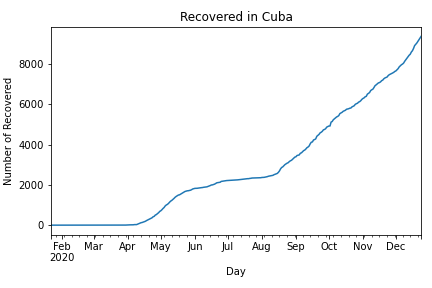 Recovered in Cuba
Number of Recovered
8000
6000
4000
2000
0
Feb Mar Apr May Jun Jul Aug Sep Oct Nov Dec
2020
Day